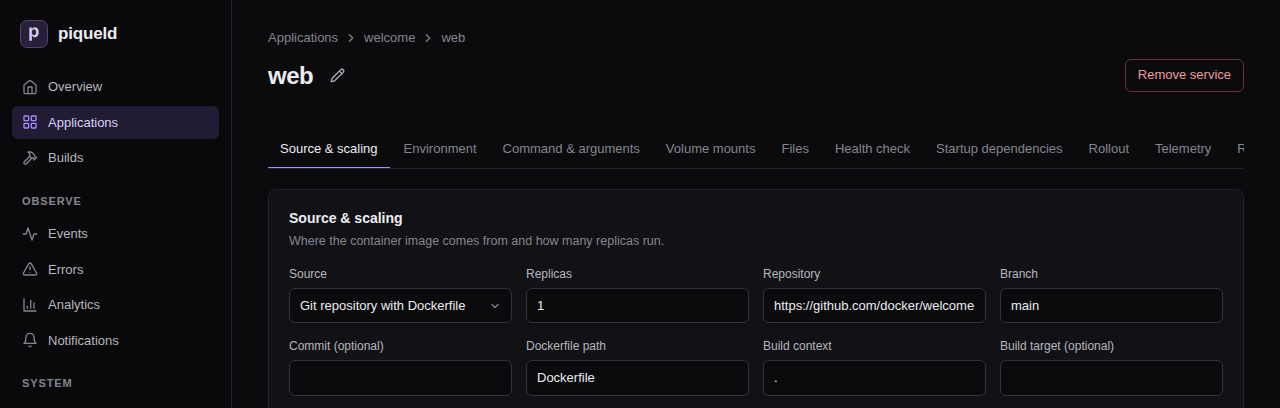 p piqueld
Overview
Applications
Builds
OBSERVE
Events
Errors
Analytics
Notifications
SYSTEM
Applications > welcome > web
web
Remove service
Source & scaling Environment Command & arguments Volume mounts Files Health check Startup dependencies Rollout Telemetry
Source & scaling
Where the container image comes from and how many replicas run.
Source Replicas Repository Branch
Git repository with Dockerfile 1 https://github.com/docker/welcome main
Commit (optional) Dockerfile path Build context Build target (optional)
Dockerfile .